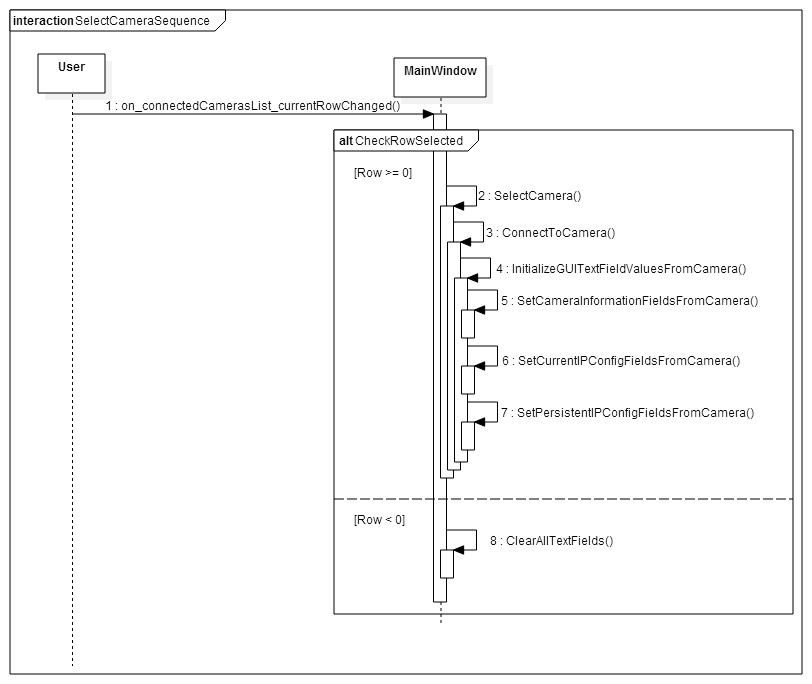 interaction SelectCameraSequence
User
MainWindow
1 : on_connectedCamerasList_currentRowChanged()
alt CheckRowSelected
[Row >= 0]
2 : SelectCamera()
3 : ConnectToCamera()
4 : InitializeGUITextFieldValuesFromCamera()
5 : SetCameraInformationFieldsFromCamera()
6 : SetCurrentIPConfigFieldsFromCamera()
7 : SetPersistentIPConfigFieldsFromCamera()
[Row < 0]
8 : ClearAllTextFields()